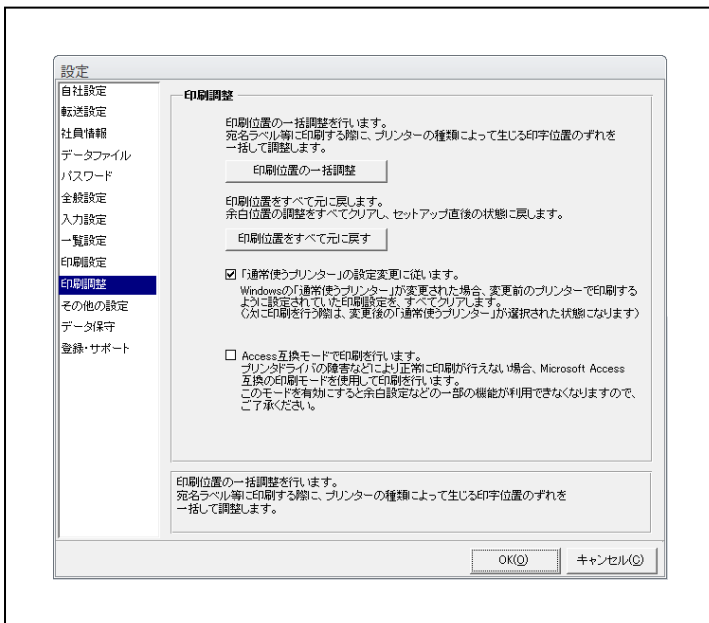 設定
自社設定
転送設定
社員情報
データファイル
パスワード
全般設定
入力設定
一覧設定
印刷設定
印刷調整
その他の設定
データ保守
登録・サポート
印刷調整
印刷位置の一括調整を行います。
宛名ラベル等に印刷する際に、プリンターの種類によって生じる印字位置のずれを
一括して調整します。
印刷位置の一括調整
印刷位置をすべて元に戻します。
余白位置の調整をすべてクリアし、セットアップ直後の状態に戻します。
印刷位置をすべて元に戻す
「通常使うプリンター」の設定変更に従います。
Windowsの「通常使うプリンター」が変更された場合、変更前のプリンターで印刷する
ように設定されていた印刷設定を、すべてクリアします。
(次に印刷を行う際は、変更後の「通常使うプリンター」が選択された状態になります)
Access互換モードで印刷を行います。
プリンタドライバの障害などにより正常に印刷が行えない場合、Microsoft Access
互換の印刷モードを使用して印刷を行います。
このモードを有効にすると余白設定などの一部の機能が利用できなくなりますので、
ご了承ください。
印刷位置の一括調整を行います。
宛名ラベル等に印刷する際に、プリンターの種類によって生じる印字位置のずれを
一括して調整します。
OK(O)
キャンセル(C)